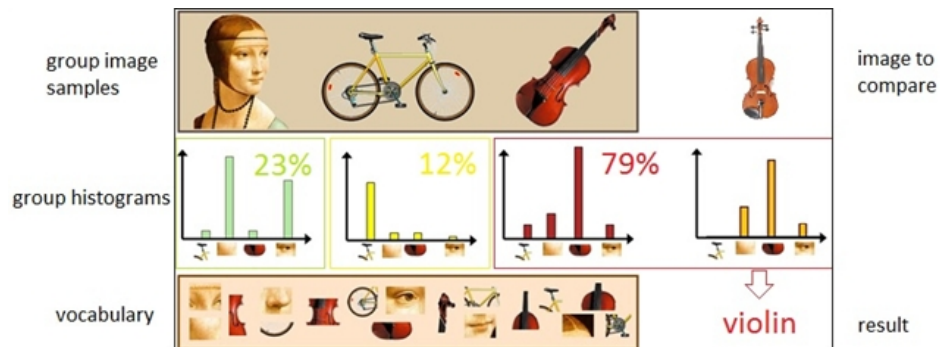 group image
samples
image to
compare
group histograms
23%
12%
79%
vocabulary
violin
result